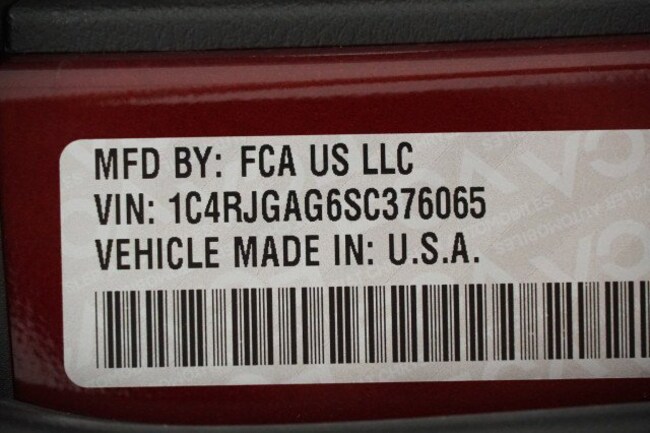 MFD BY: FCA US LLC
VIN: 1C4RJGAG6SC376065
VEHICLE MADE IN: U.S.A.